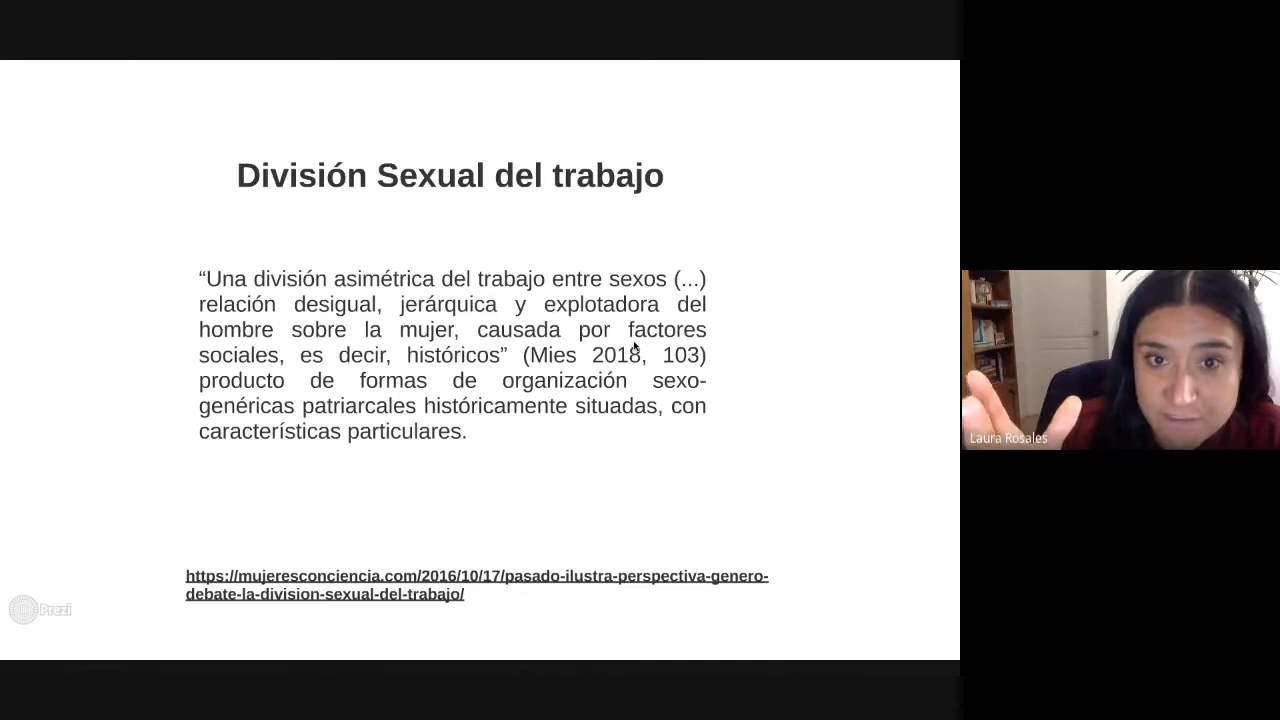 División Sexual del trabajo
“Una división asimétrica del trabajo entre sexos (...)
relación desigual, jerárquica y explotadora del
hombre sobre la mujer, causada por factores
sociales, es decir, históricos” (Mies 2018, 103)
producto de formas de organización sexo-
genéricas patriarcales históricamente situadas, con
características particulares.
https://mujeresconciencia.com/2016/10/17/pasado-ilustra-perspectiva-genero-
debate-la-division-sexual-del-trabajo/
Prezi
Laura Rosales